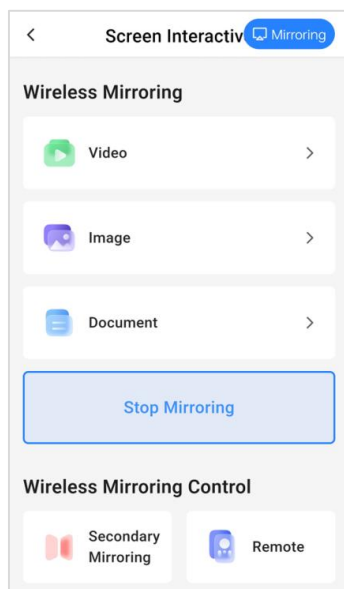 Screen Interactiv Mirroring
Wireless Mirroring
Video
Image
Document
Stop Mirroring
Wireless Mirroring Control
Secondary
Mirroring
Remote